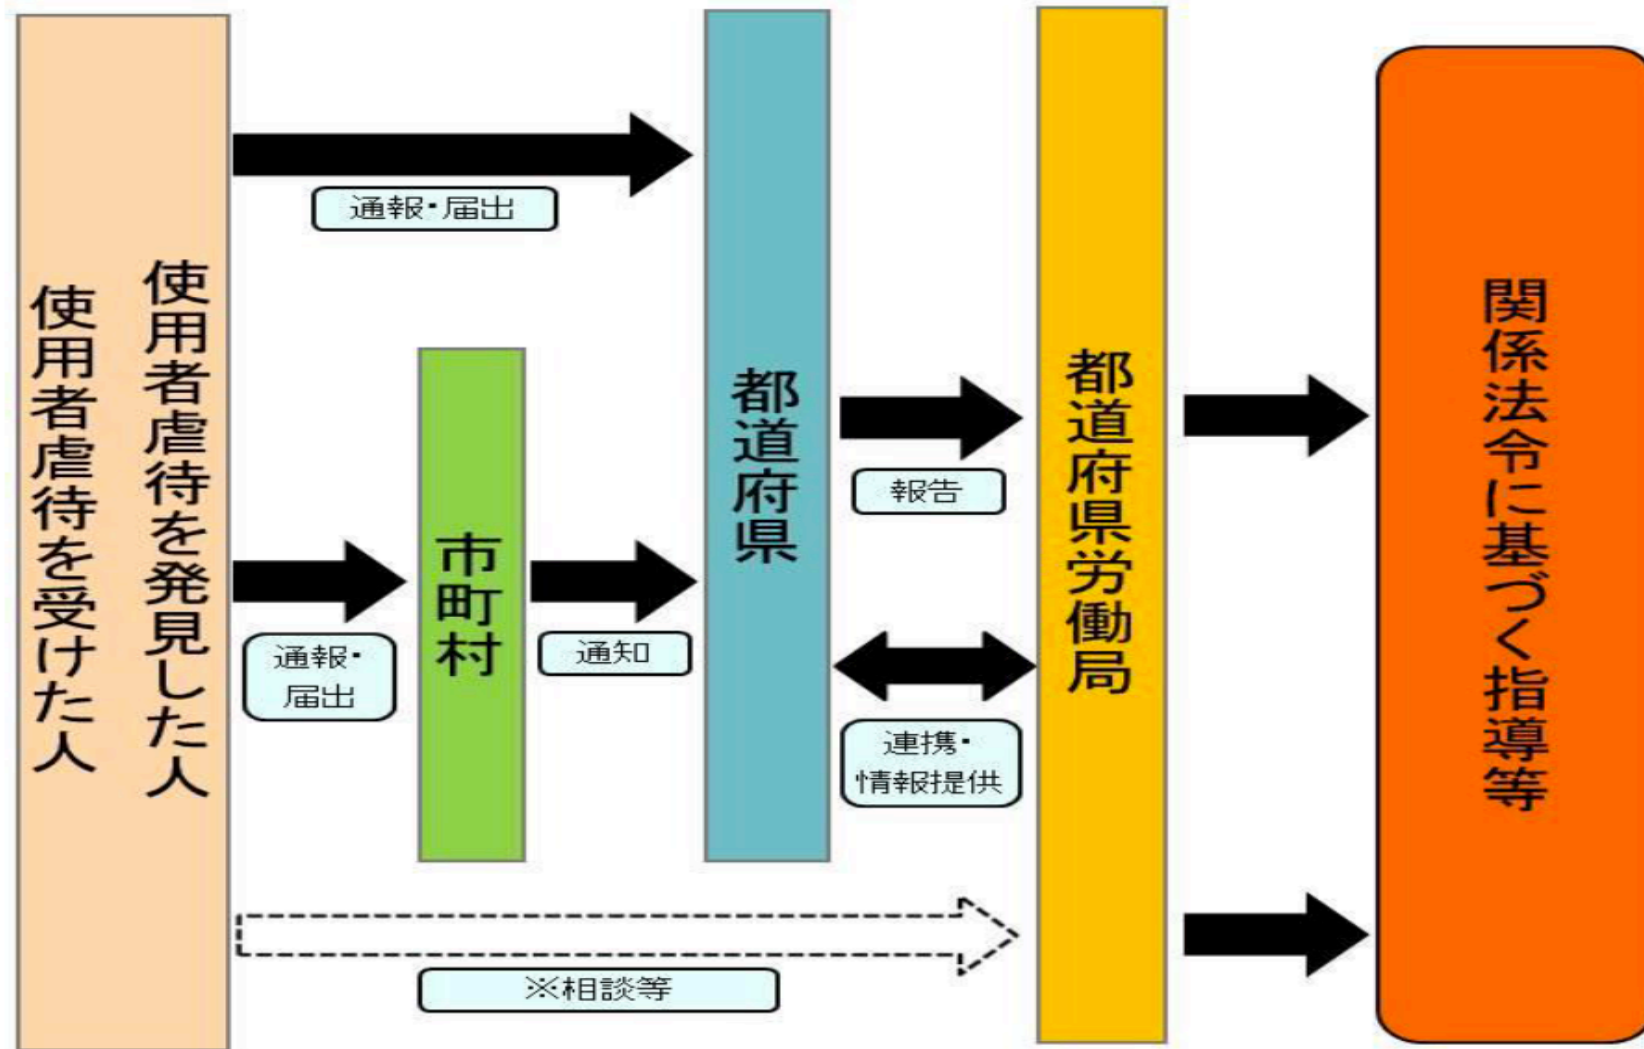 使用者虐待を発見した人
使用者虐待を受けた人
通報・届出
通報・
届出
市町村
通知
都道府県
報告
連携・
情報提供
※相談等
都道府県労働局
関係法令に基づく指導等